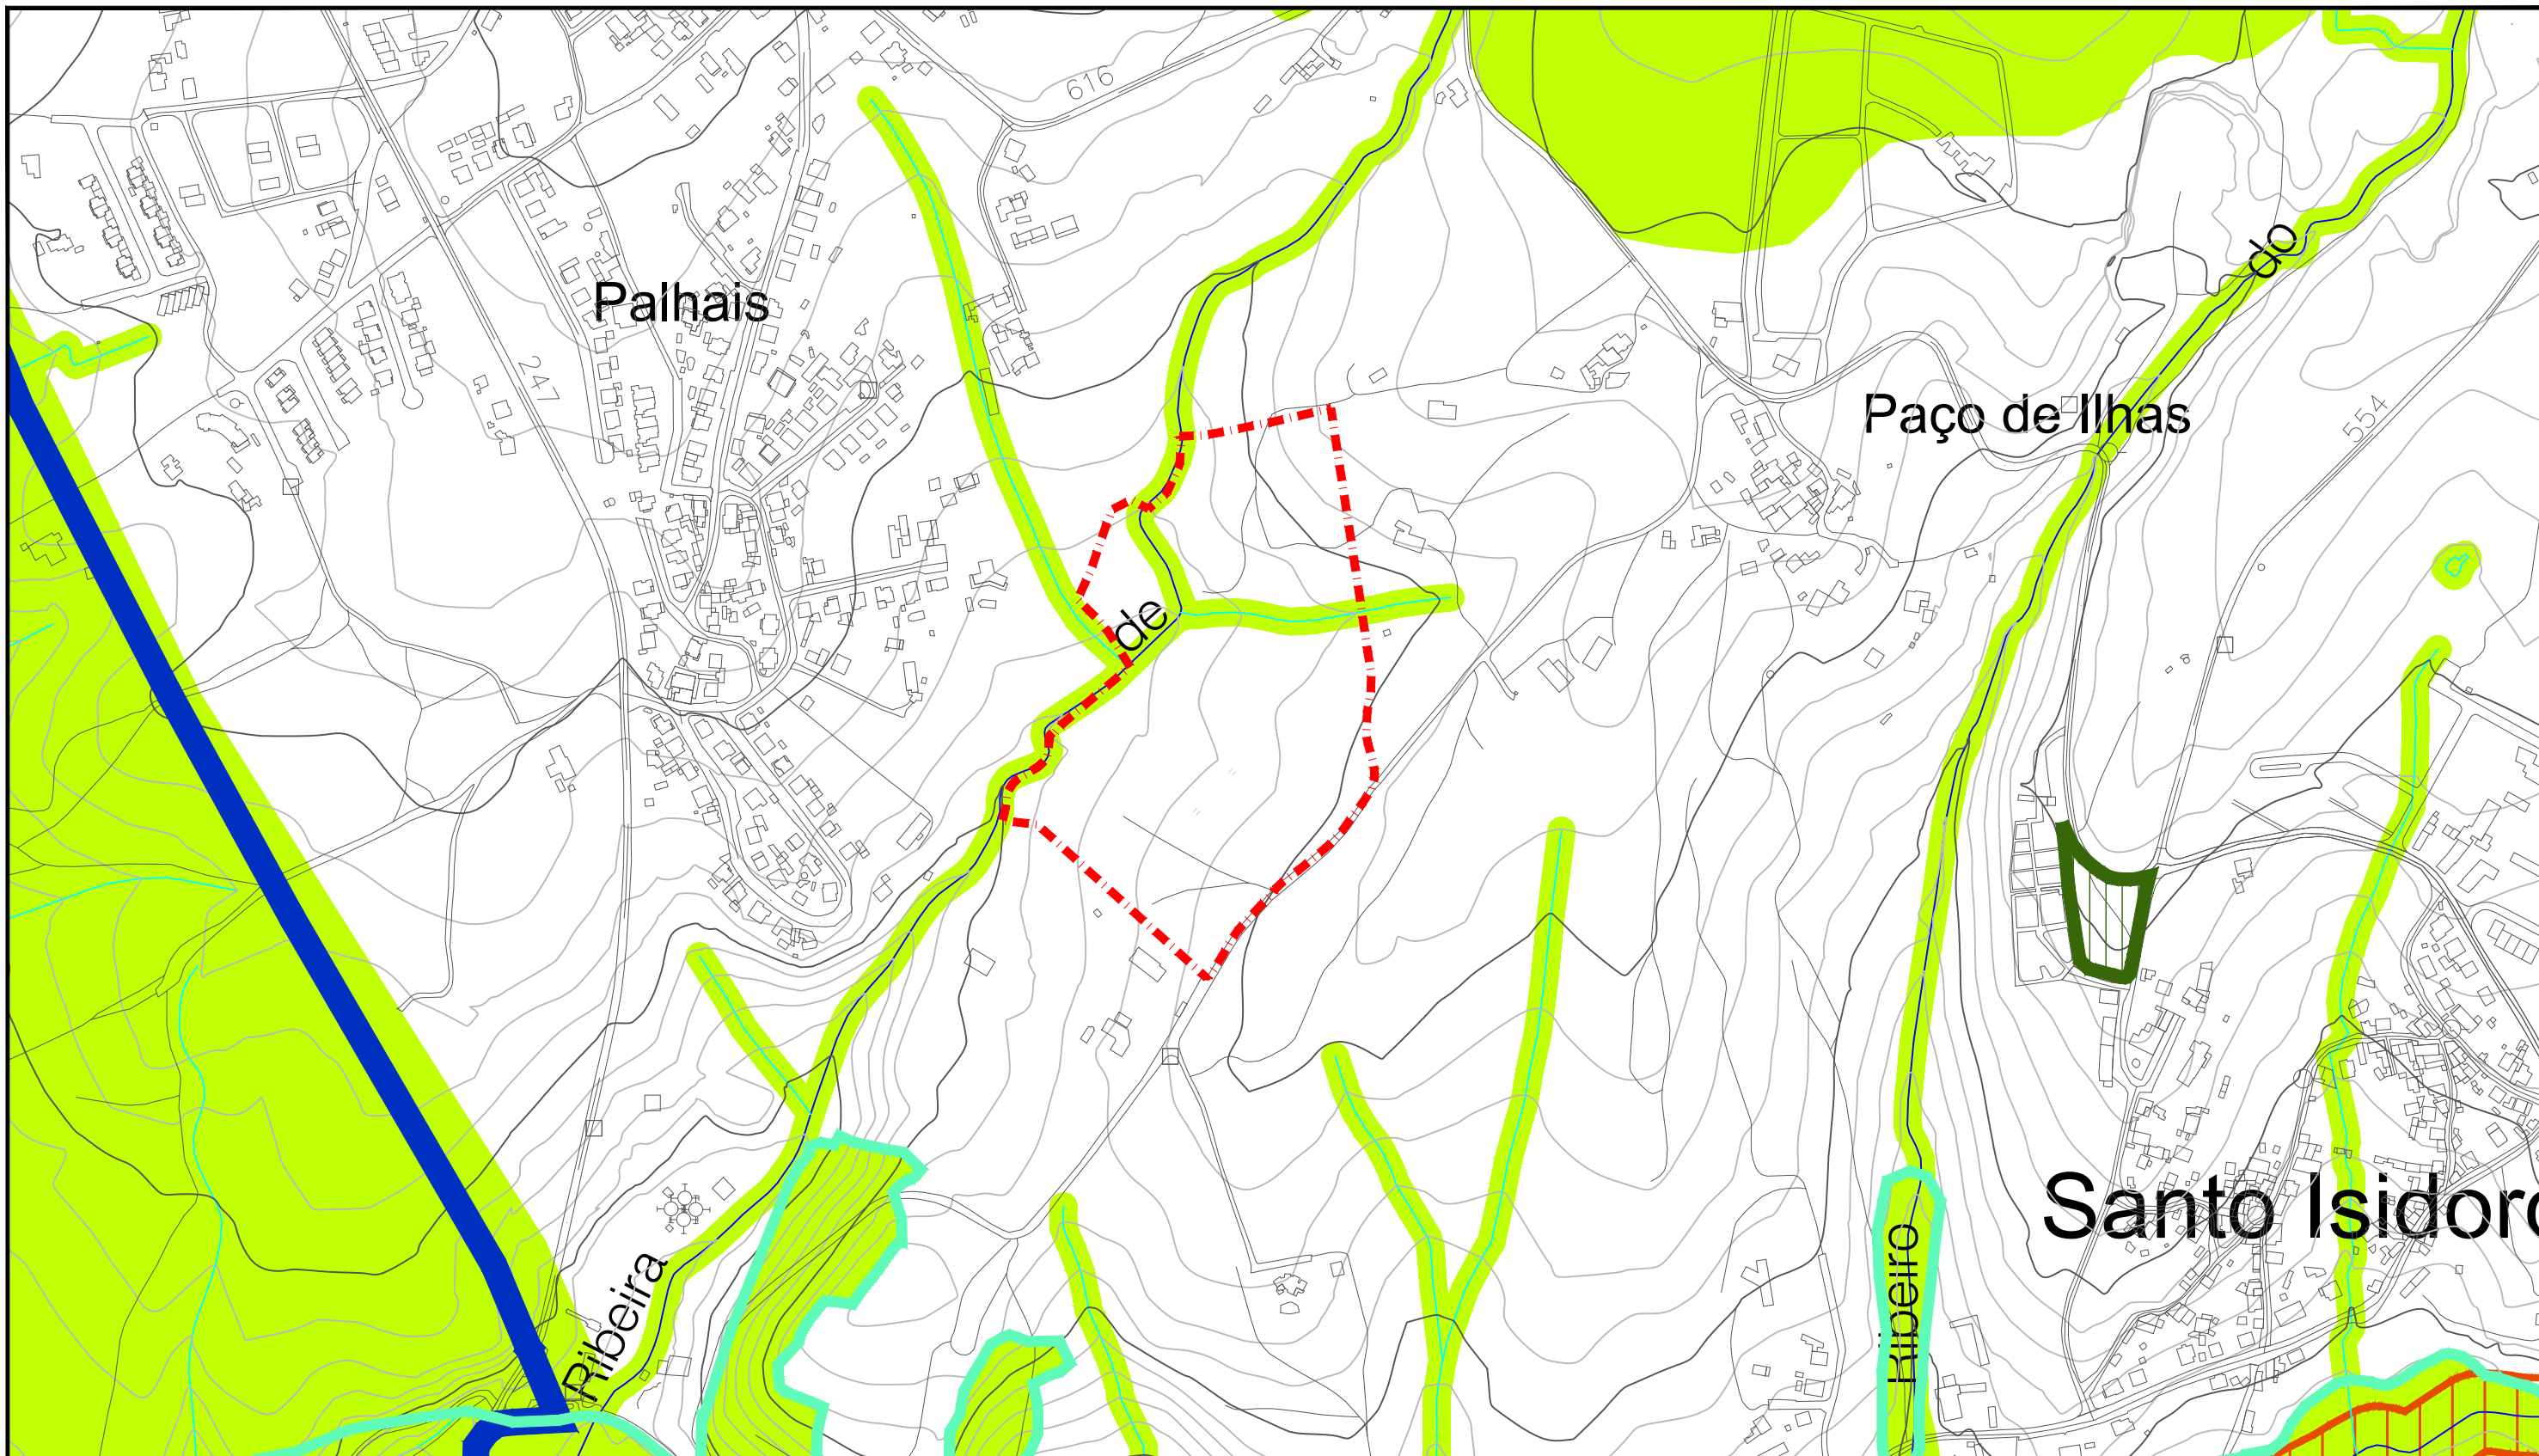 616
do
Palhais
247
Paço de Ilhas
554
de
Santo Isidoro
Ribeiro
Ribeira